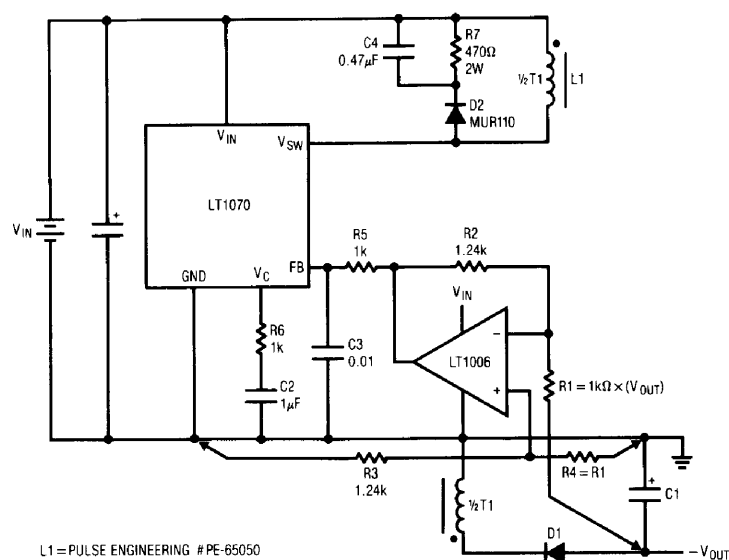 C4
0.47µF
R7
470Ω
2W
½T1
L1
D2
MUR110
V_IN
V_SW
LT1070
V_IN
+
GND
V_C
FB
R5
1k
R2
1.24k
V_IN
−
LT1006
+
R6
1k
C3
0.01
C2
1µF
R1 = 1kΩ × (V_OUT)
R3
1.24k
R4 = R1
+
C1
½T1
D1
−V_OUT
L1 = PULSE ENGINEERING #PE-65050